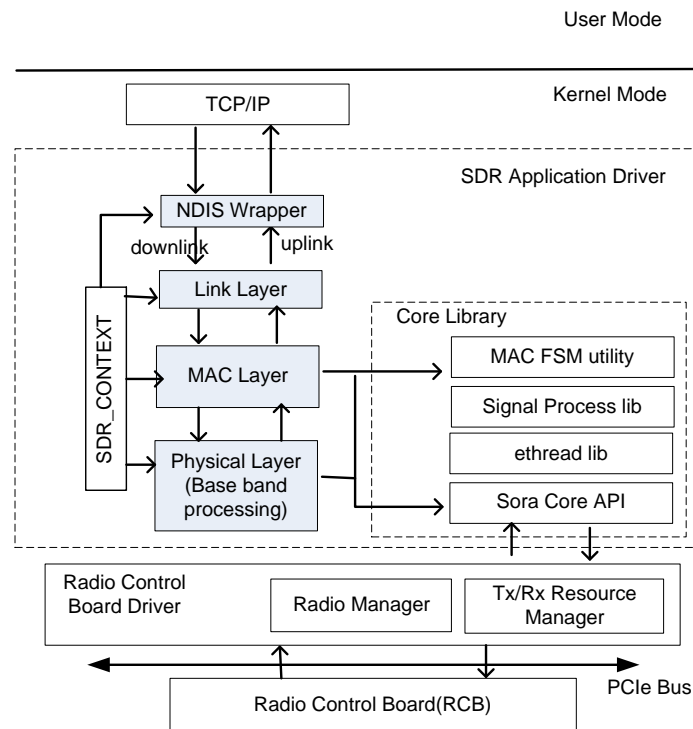 User Mode
Kernel Mode
TCP/IP
SDR Application Driver
NDIS Wrapper
downlink
uplink
Link Layer
SDR_CONTEXT
Core Library
MAC Layer
MAC FSM utility
Signal Process lib
Physical Layer
(Base band
processing)
ethread lib
Sora Core API
Radio Control
Board Driver
Radio Manager
Tx/Rx Resource
Manager
PCIe Bus
Radio Control Board(RCB)